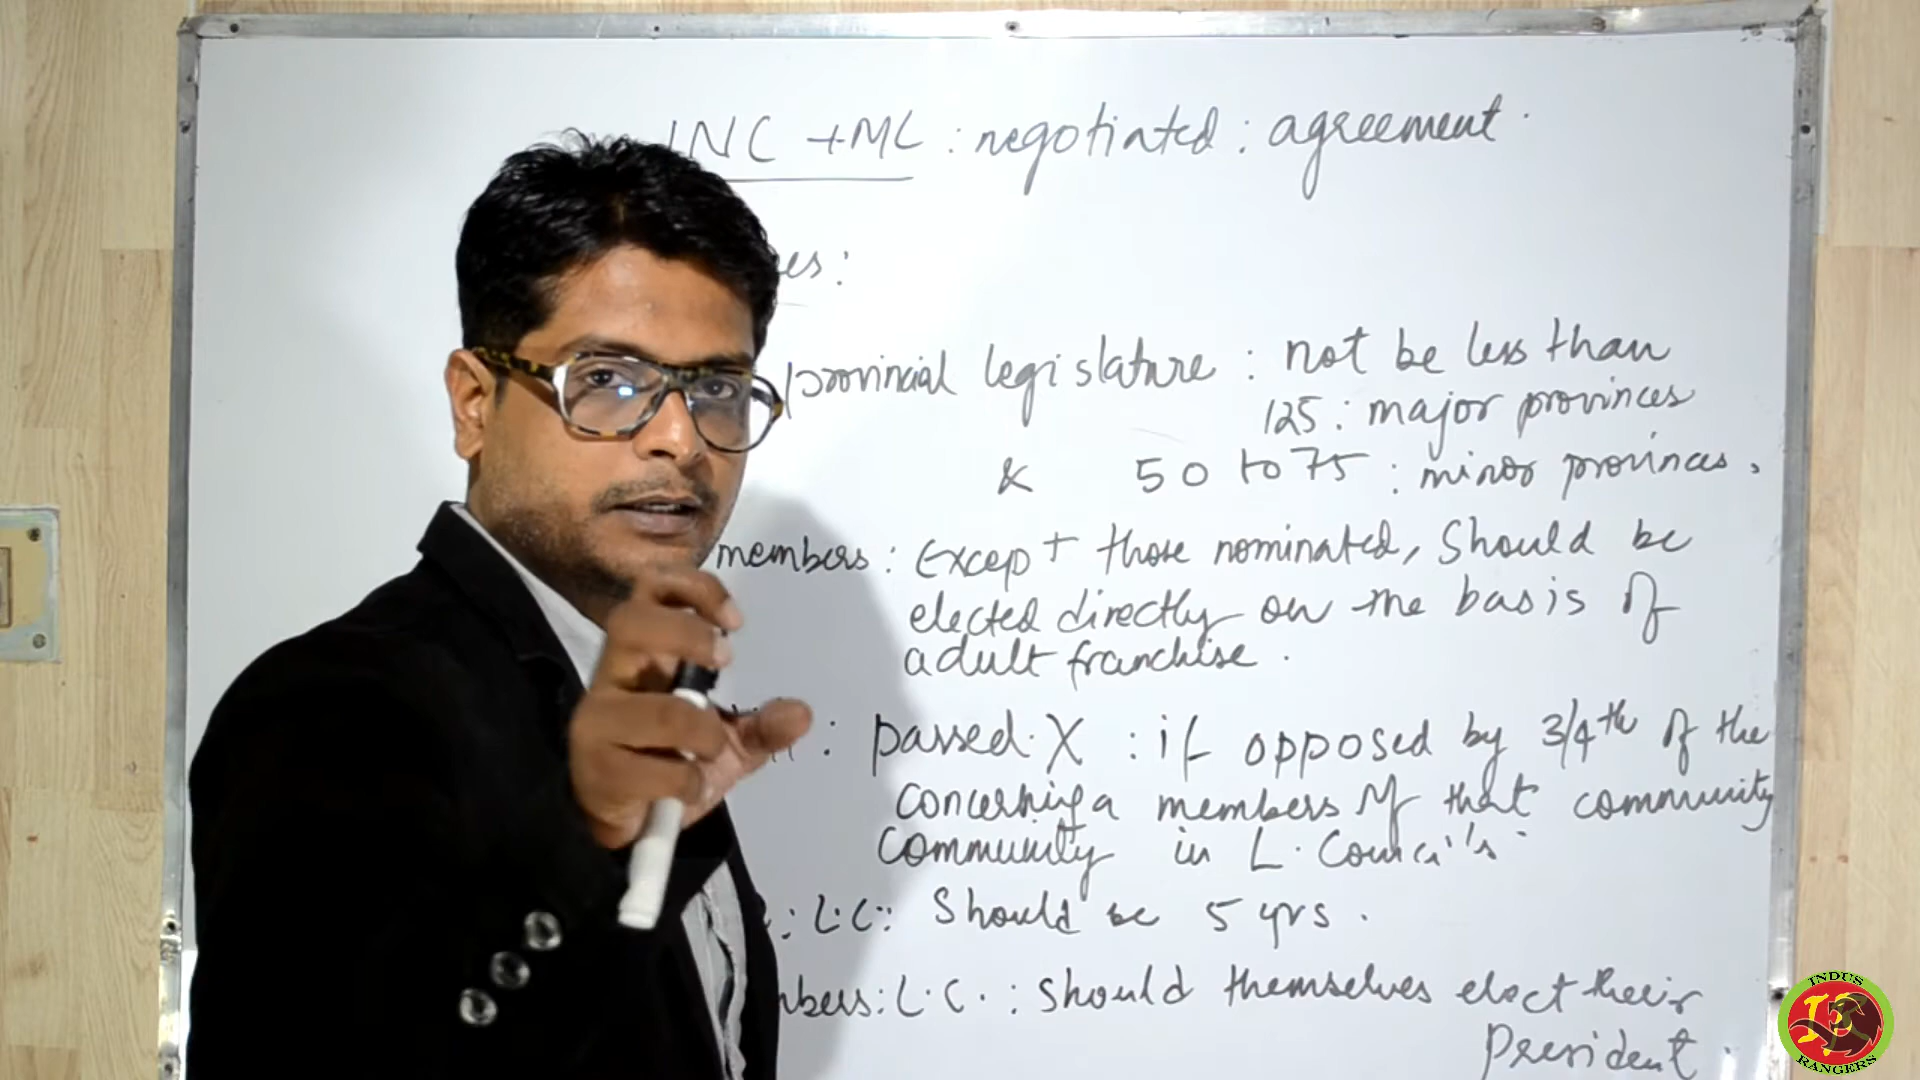 INC + ML : negotiated : agreement.
provincial legislature : not be less than
125 : major provinces
& 50 to 75 : minor provinces.
members : Except those nominated, should be
elected directly on the basis of
adult franchise.
: passed X : if opposed by 3/4th of the
concerning a members of that community
community in L. Councils.
: L.C: should be 5 yrs.
: L.C. : should themselves elect their
president.
INDUS
RANGERS